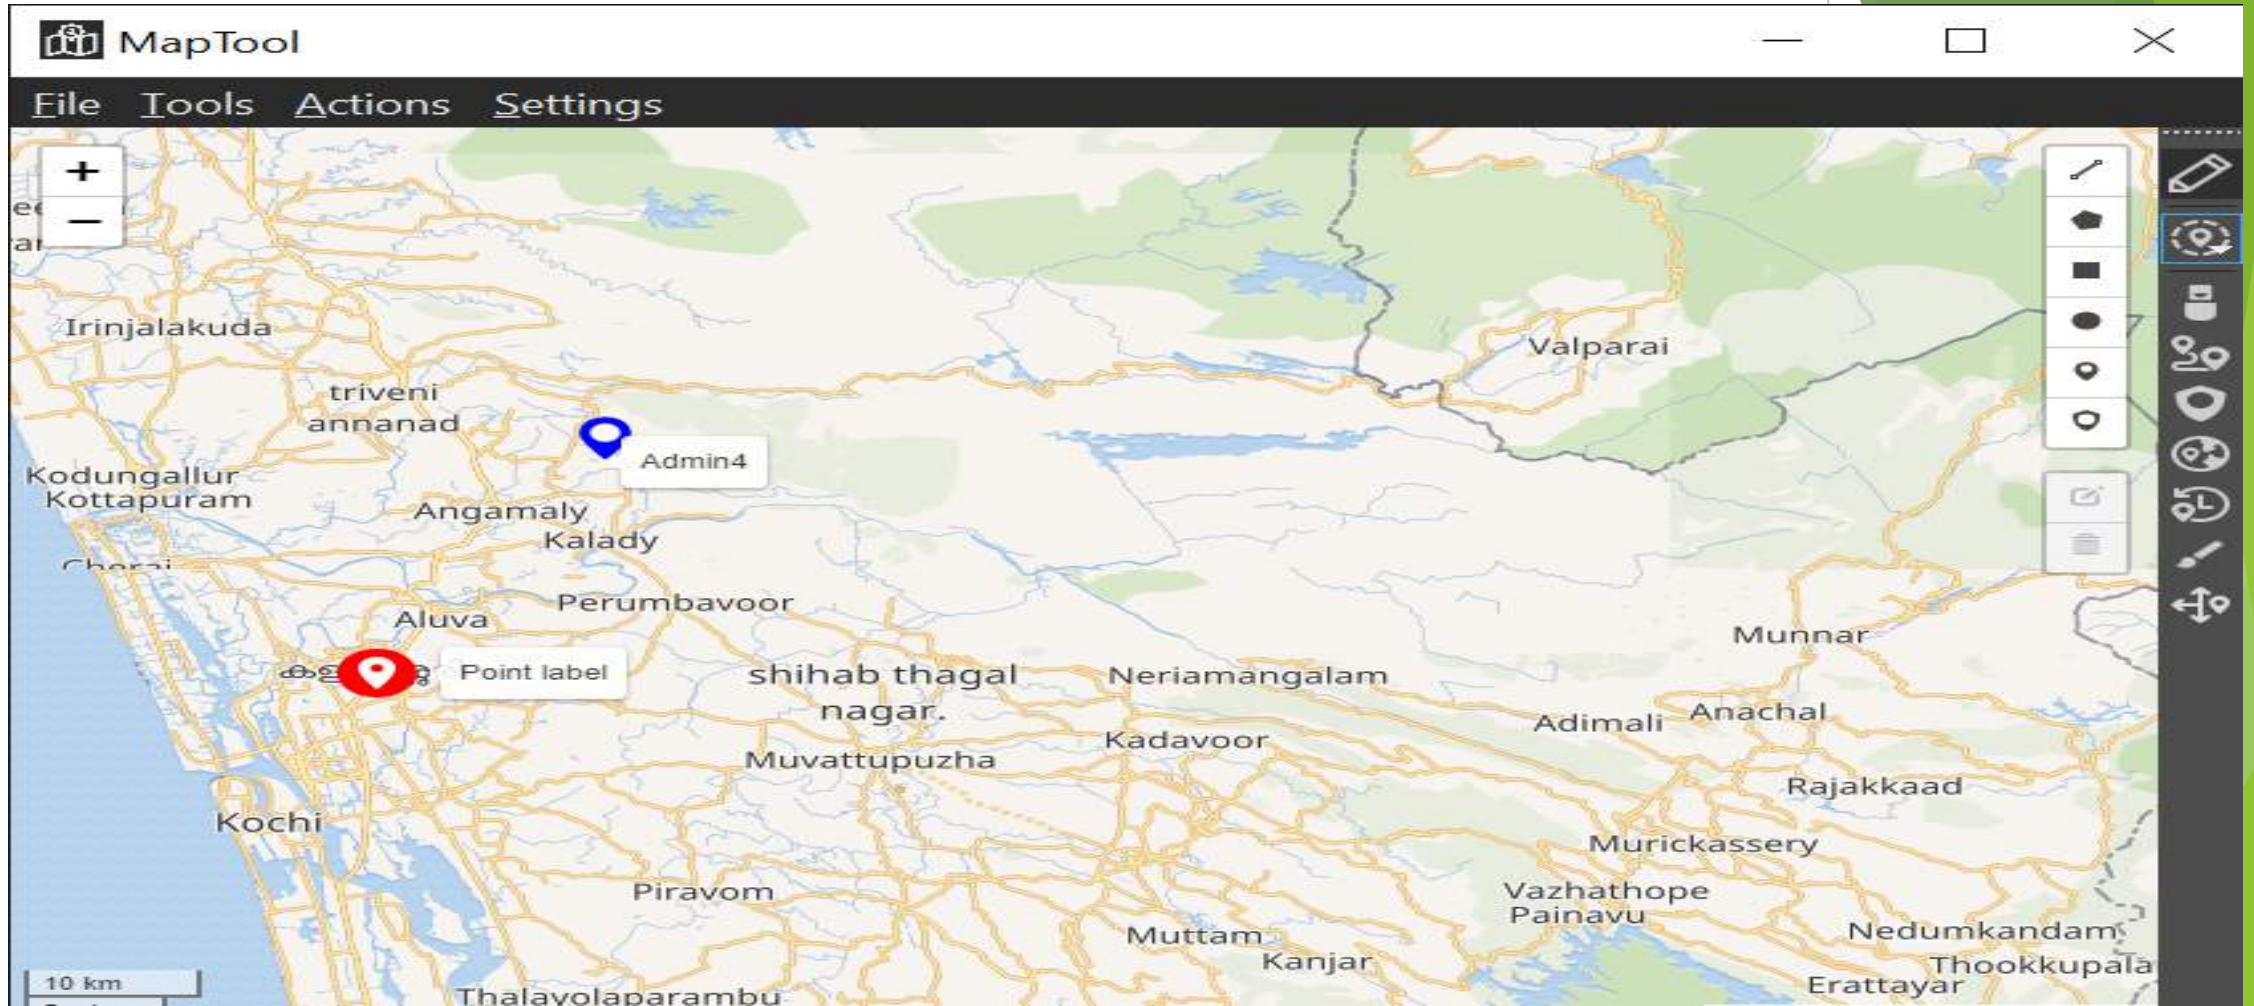 MapTool
File Tools Actions Settings
+
−
Irinjalakuda
Valparai
triveni
annanad
Admin4
Kodungallur
Kottapuram
Angamaly
Kalady
Cherai
Perumbavoor
Aluva
Munnar
Point label
shihab thagal
nagar.
Neriamangalam
Adimali
Anachal
Kadavoor
Muvattupuzha
Rajakkaad
Kochi
Murickassery
Piravom
Vazhathope
Painavu
Muttam
Nedumkandam
Kanjar
Thookkupala
10 km
Erattayar
Thalayolaparambu